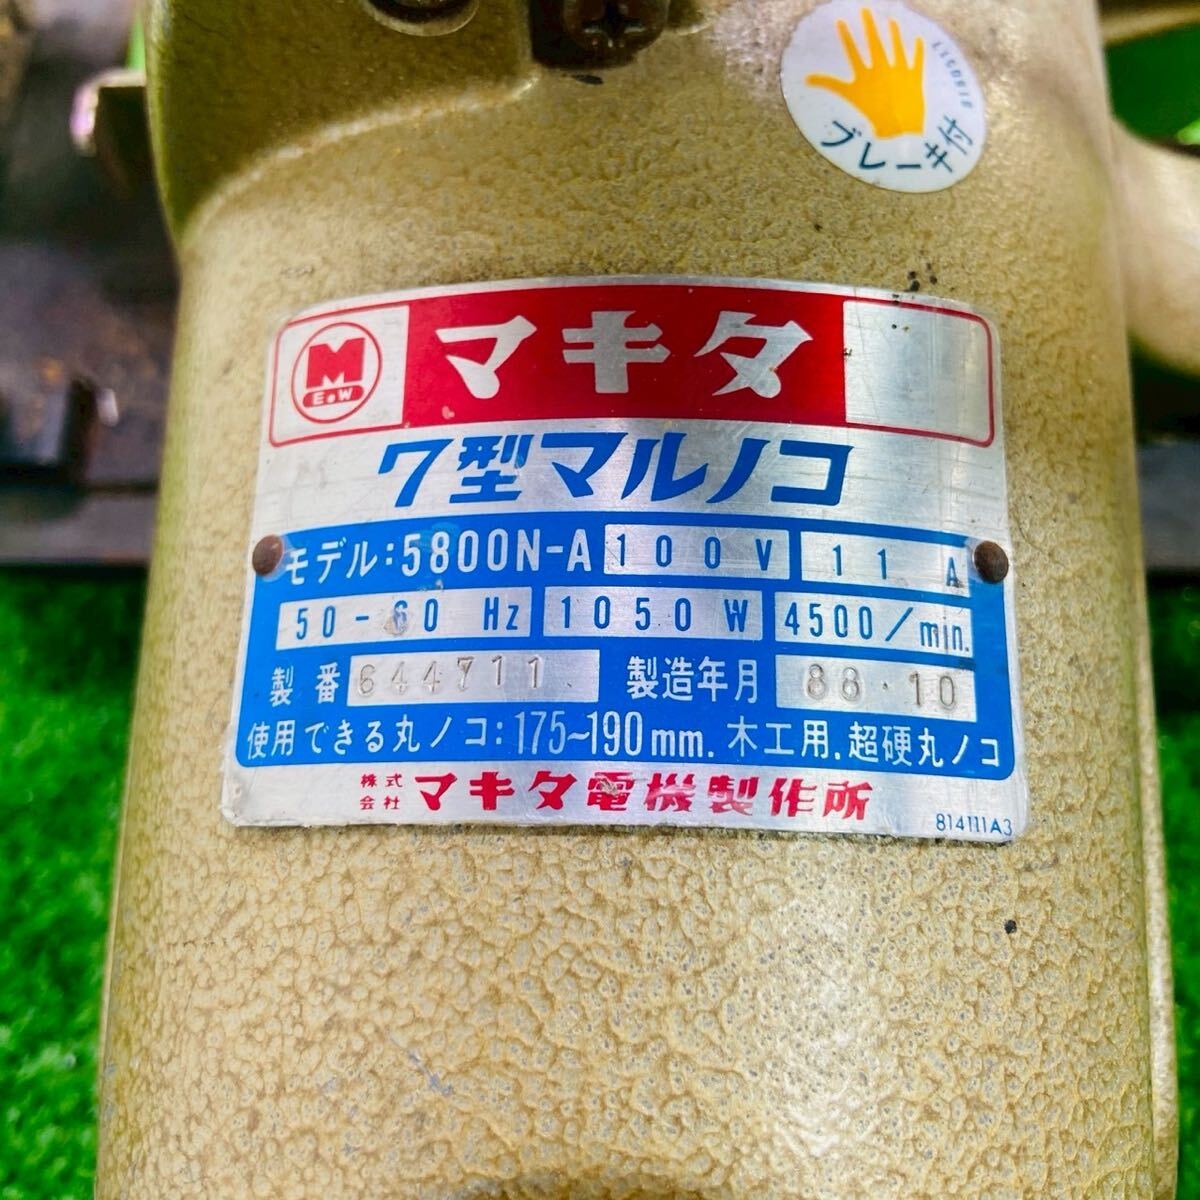 ブレーキ付
M
E&W
マキタ
7型マルノコ
モデル:5800N-A 100 V 11 A
50-60 Hz 1050 W 4500/min.
製番 644711 製造年月 88.10
使用できる丸ノコ:175~190mm. 木工用.超硬丸ノコ
株式会社 マキタ電機製作所
814111A3